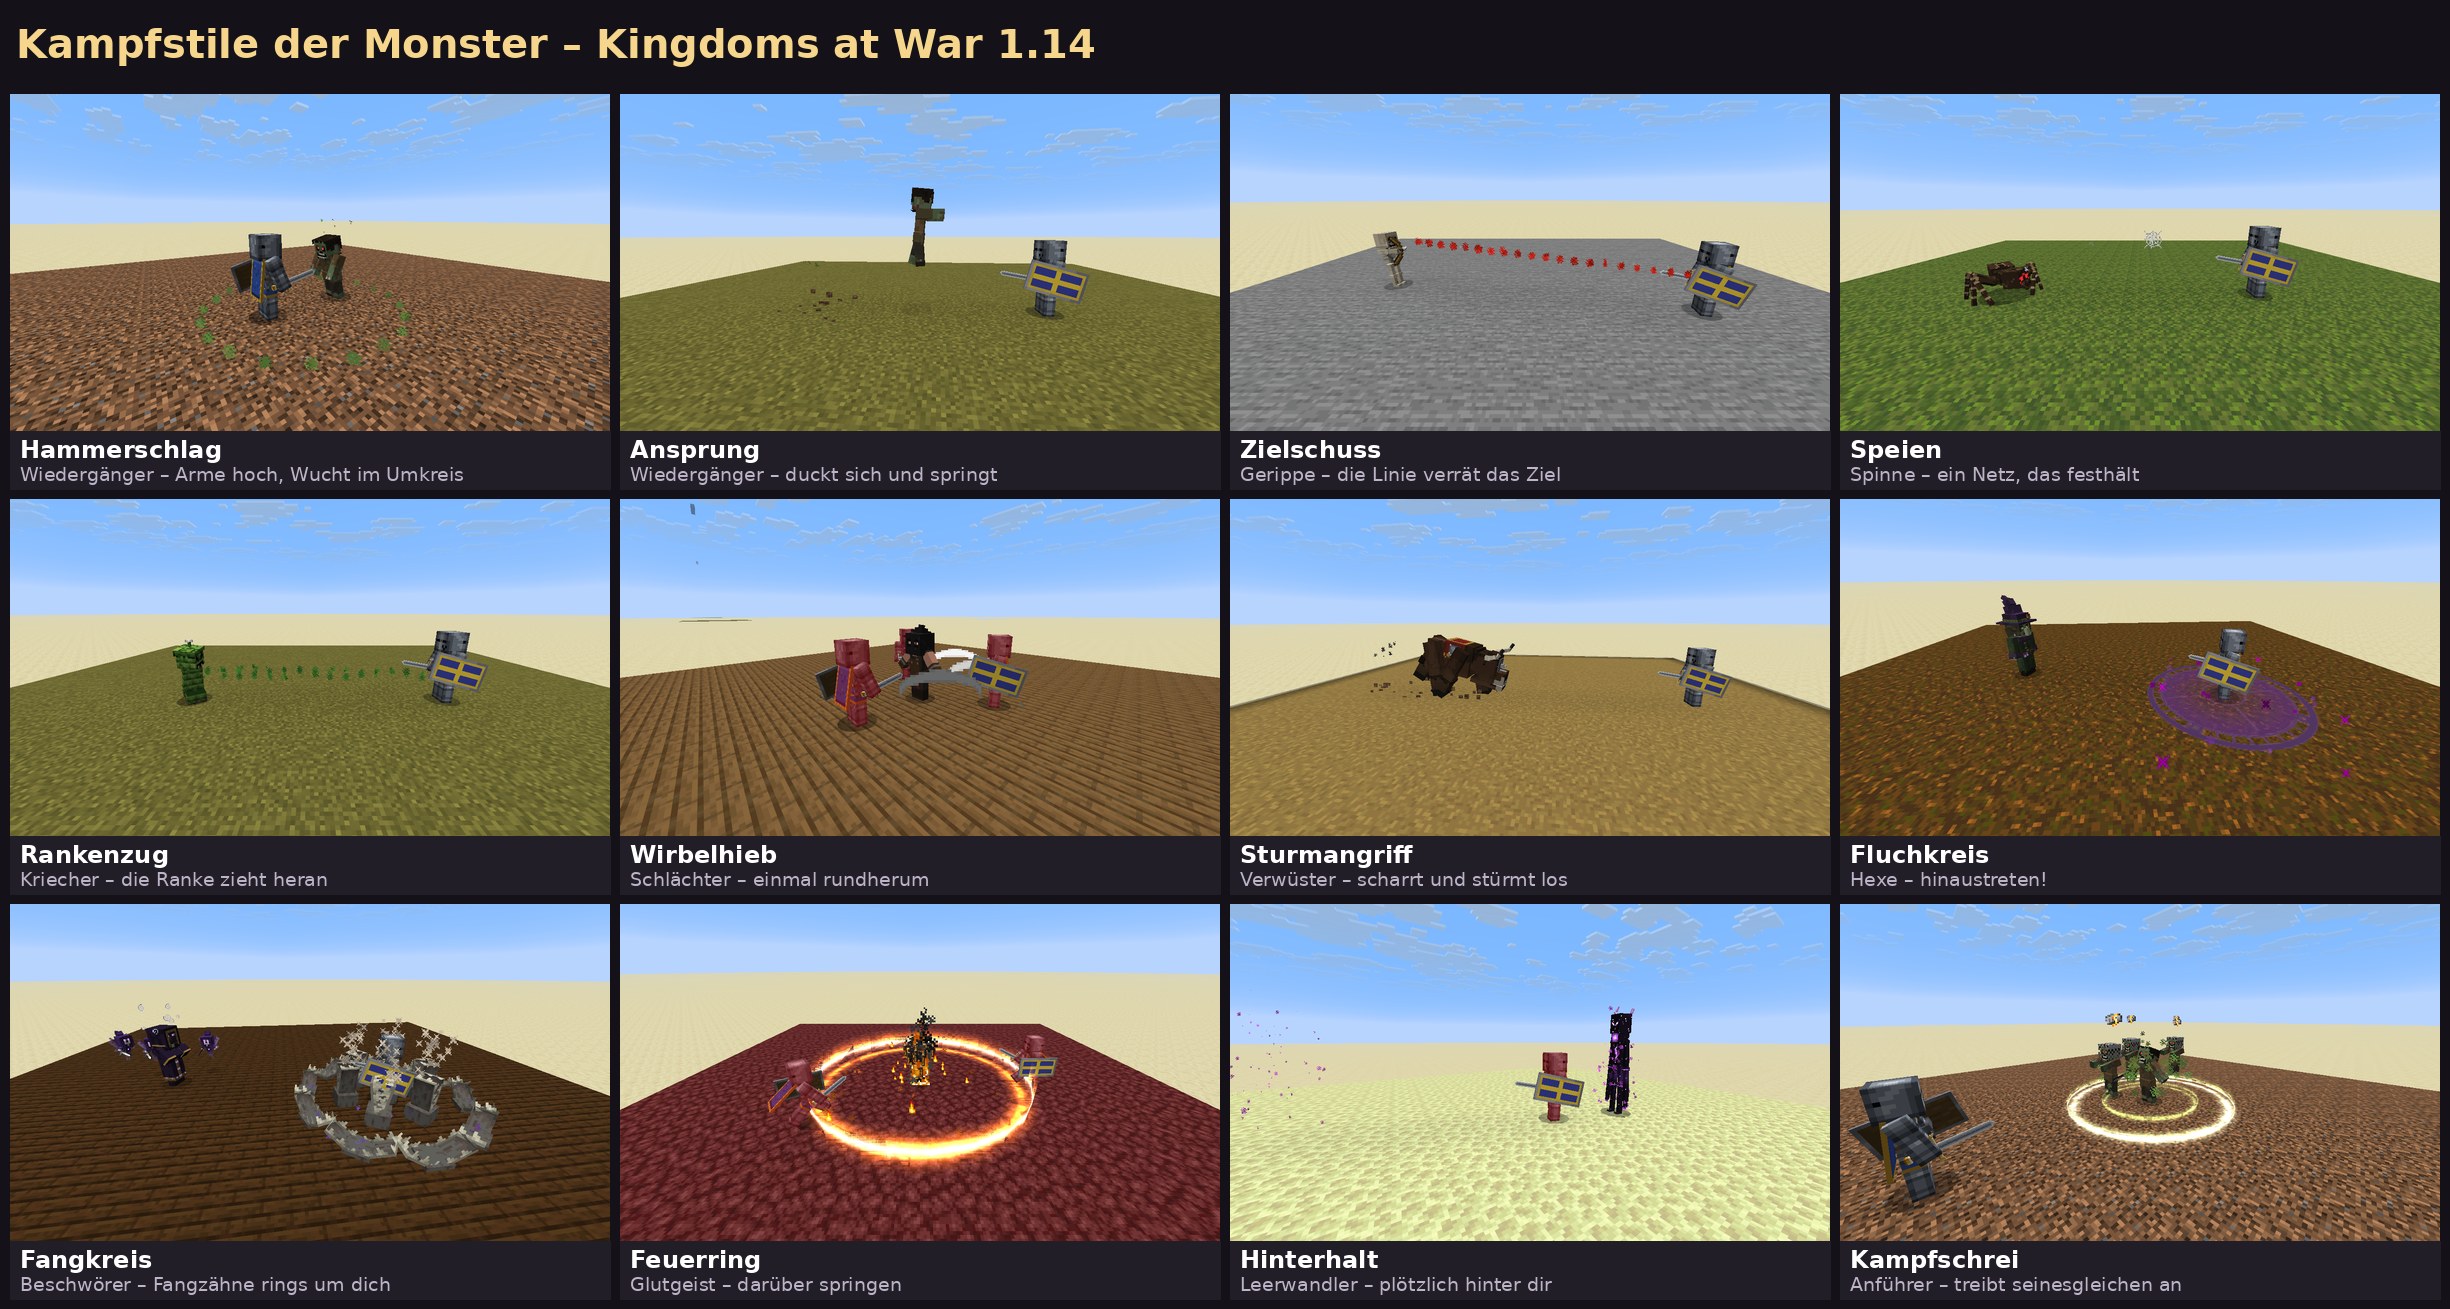 Kampfstile der Monster – Kingdoms at War 1.14
Hammerschlag
Wiedergänger – Arme hoch, Wucht im Umkreis
Ansprung
Wiedergänger – duckt sich und springt
Zielschuss
Gerippe – die Linie verrät das Ziel
Speien
Spinne – ein Netz, das festhält
Rankenzug
Kriecher – die Ranke zieht heran
Wirbelhieb
Schlächter – einmal rundherum
Sturmangriff
Verwüster – scharrt und stürmt los
Fluchkreis
Hexe – hinaustreten!
Fangkreis
Beschwörer – Fangzähne rings um dich
Feuerring
Glutgeist – darüber springen
Hinterhalt
Leerwandler – plötzlich hinter dir
Kampfschrei
Anführer – treibt seinesgleichen an